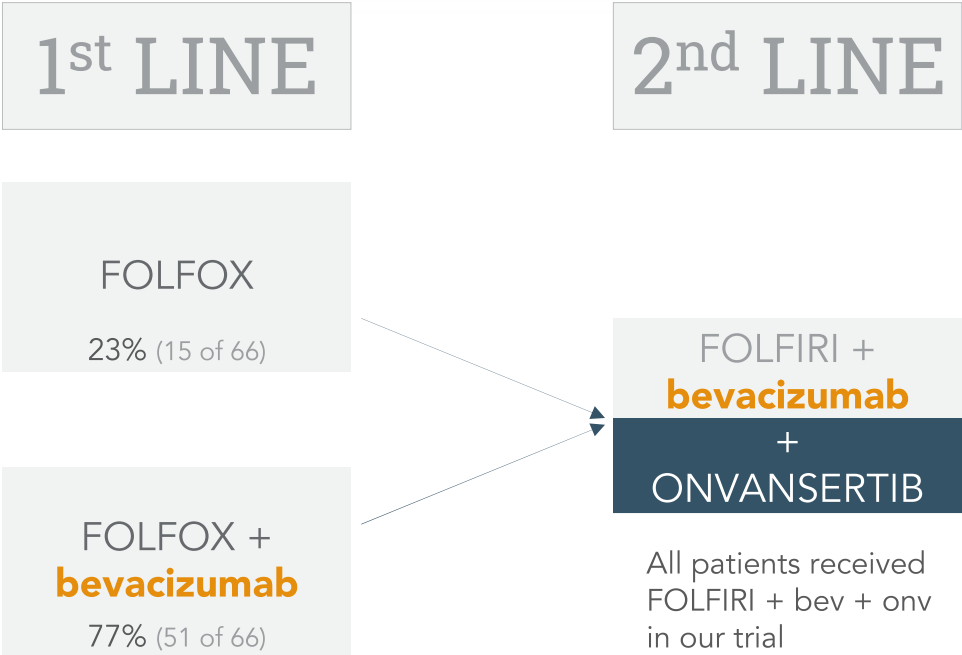 1st LINE
2nd LINE
FOLFOX
23% (15 of 66)
FOLFOX +
bevacizumab
77% (51 of 66)
FOLFIRI +
bevacizumab
+
ONVANSERTIB
All patients received
FOLFIRI + bev + onv
in our trial